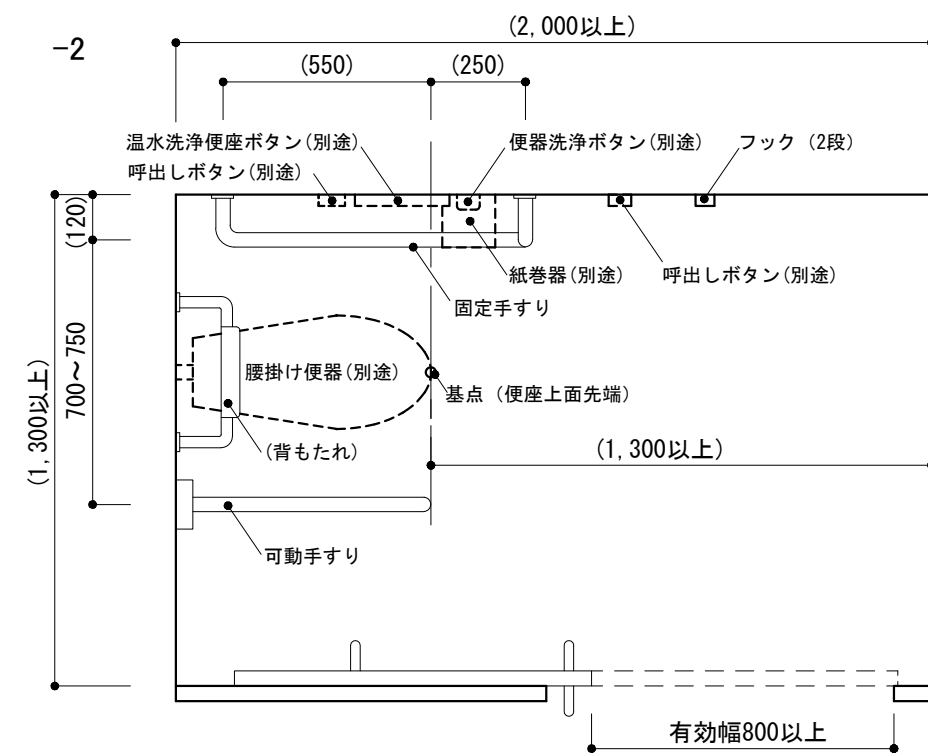 -2
(2,000以上)
(550)
(250)
温水洗浄便座ボタン(別途)
便器洗浄ボタン(別途)
フック (2段)
呼出しボタン(別途)
(120)
紙巻器(別途)
呼出しボタン(別途)
固定手すり
700~750
(1,300以上)
腰掛け便器(別途)
基点 (便座上面先端)
(背もたれ)
(1,300以上)
可動手すり
有効幅800以上